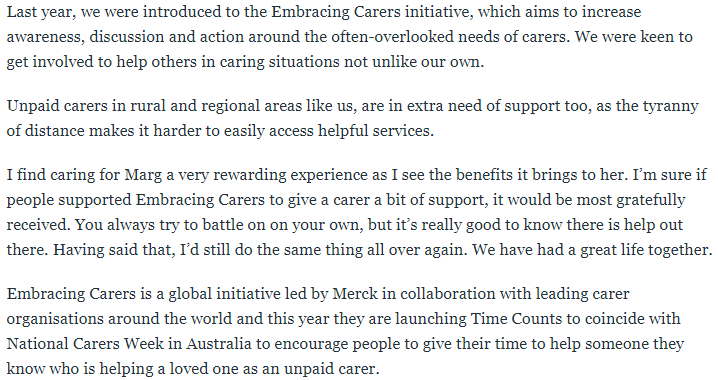 Last year, we were introduced to the Embracing Carers initiative, which aims to increase
awareness, discussion and action around the often-overlooked needs of carers. We were keen to
get involved to help others in caring situations not unlike our own.
Unpaid carers in rural and regional areas like us, are in extra need of support too, as the tyranny
of distance makes it harder to easily access helpful services.
I find caring for Marg a very rewarding experience as I see the benefits it brings to her. I’m sure if
people supported Embracing Carers to give a carer a bit of support, it would be most gratefully
received. You always try to battle on on your own, but it’s really good to know there is help out
there. Having said that, I’d still do the same thing all over again. We have had a great life together.
Embracing Carers is a global initiative led by Merck in collaboration with leading carer
organisations around the world and this year they are launching Time Counts to coincide with
National Carers Week in Australia to encourage people to give their time to help someone they
know who is helping a loved one as an unpaid carer.